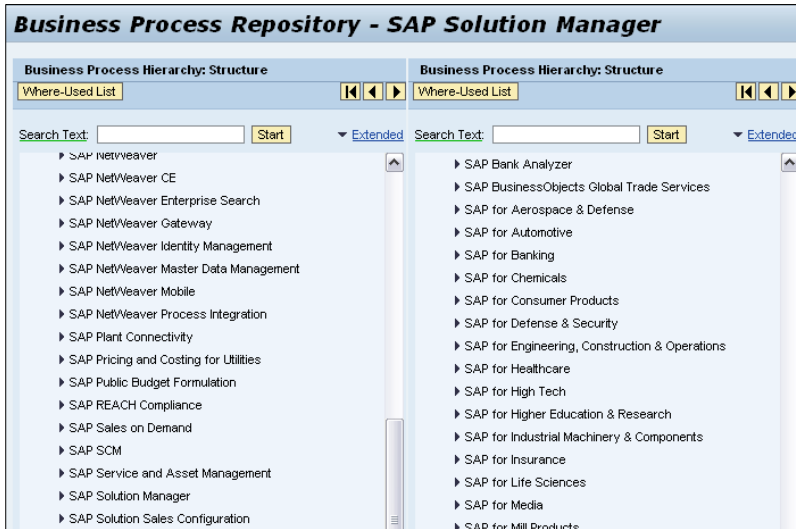 Business Process Repository - SAP Solution Manager
Business Process Hierarchy: Structure
Where-Used List
Search Text:
Start
Extended
SAP NetWeaver
SAP NetWeaver CE
SAP NetWeaver Enterprise Search
SAP NetWeaver Gateway
SAP NetWeaver Identity Management
SAP NetWeaver Master Data Management
SAP NetWeaver Mobile
SAP NetWeaver Process Integration
SAP Plant Connectivity
SAP Pricing and Costing for Utilities
SAP Public Budget Formulation
SAP REACH Compliance
SAP Sales on Demand
SAP SCM
SAP Service and Asset Management
SAP Solution Manager
SAP Solution Sales Configuration
Business Process Hierarchy: Structure
Where-Used List
Search Text:
Start
Extended
SAP Bank Analyzer
SAP BusinessObjects Global Trade Services
SAP for Aerospace & Defense
SAP for Automotive
SAP for Banking
SAP for Chemicals
SAP for Consumer Products
SAP for Defense & Security
SAP for Engineering, Construction & Operations
SAP for Healthcare
SAP for High Tech
SAP for Higher Education & Research
SAP for Industrial Machinery & Components
SAP for Insurance
SAP for Life Sciences
SAP for Media
SAP for Mill Products